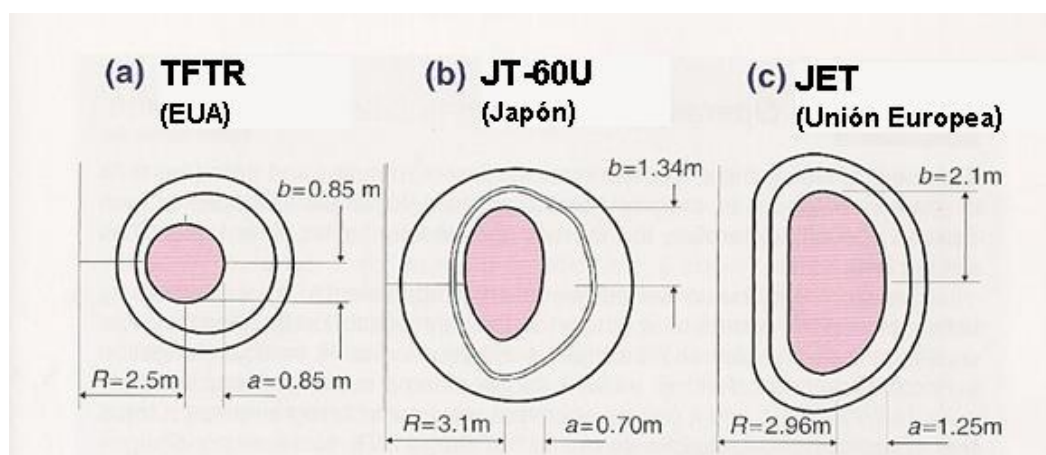 (a) TFTR
(EUA)
b=0.85 m
R=2.5m
a=0.85 m
(b) JT-60U
(Japón)
b=1.34m
R=3.1m
a=0.70m
(c) JET
(Unión Europea)
b=2.1m
R=2.96m
a=1.25m